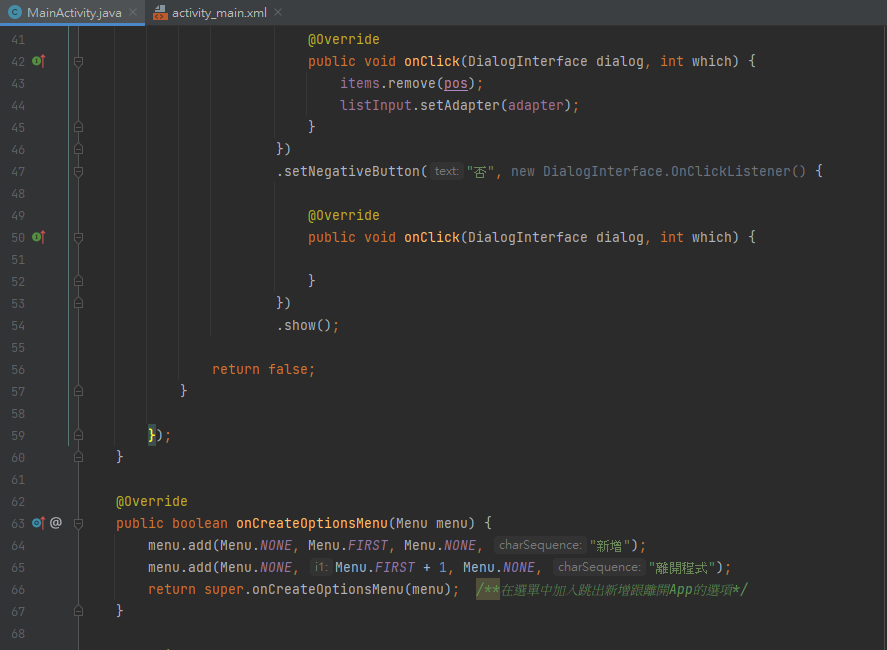 MainActivity.java × activity_main.xml ×
41 @Override
42 public void onClick(DialogInterface dialog, int which) {
43 items.remove(pos);
44 listInput.setAdapter(adapter);
45 }
46 })
47 .setNegativeButton( text: "否", new DialogInterface.OnClickListener() {
48
49 @Override
50 public void onClick(DialogInterface dialog, int which) {
51
52 }
53 })
54 .show();
55
56 return false;
57 }
58
59 });
60 }
61
62 @Override
63 @ public boolean onCreateOptionsMenu(Menu menu) {
64 menu.add(Menu.NONE, Menu.FIRST, Menu.NONE, charSequence: "新增");
65 menu.add(Menu.NONE, i1: Menu.FIRST + 1, Menu.NONE, charSequence: "離開程式");
66 return super.onCreateOptionsMenu(menu); /**在選單中加入跳出新增跟離開App的選項*/
67 }
68